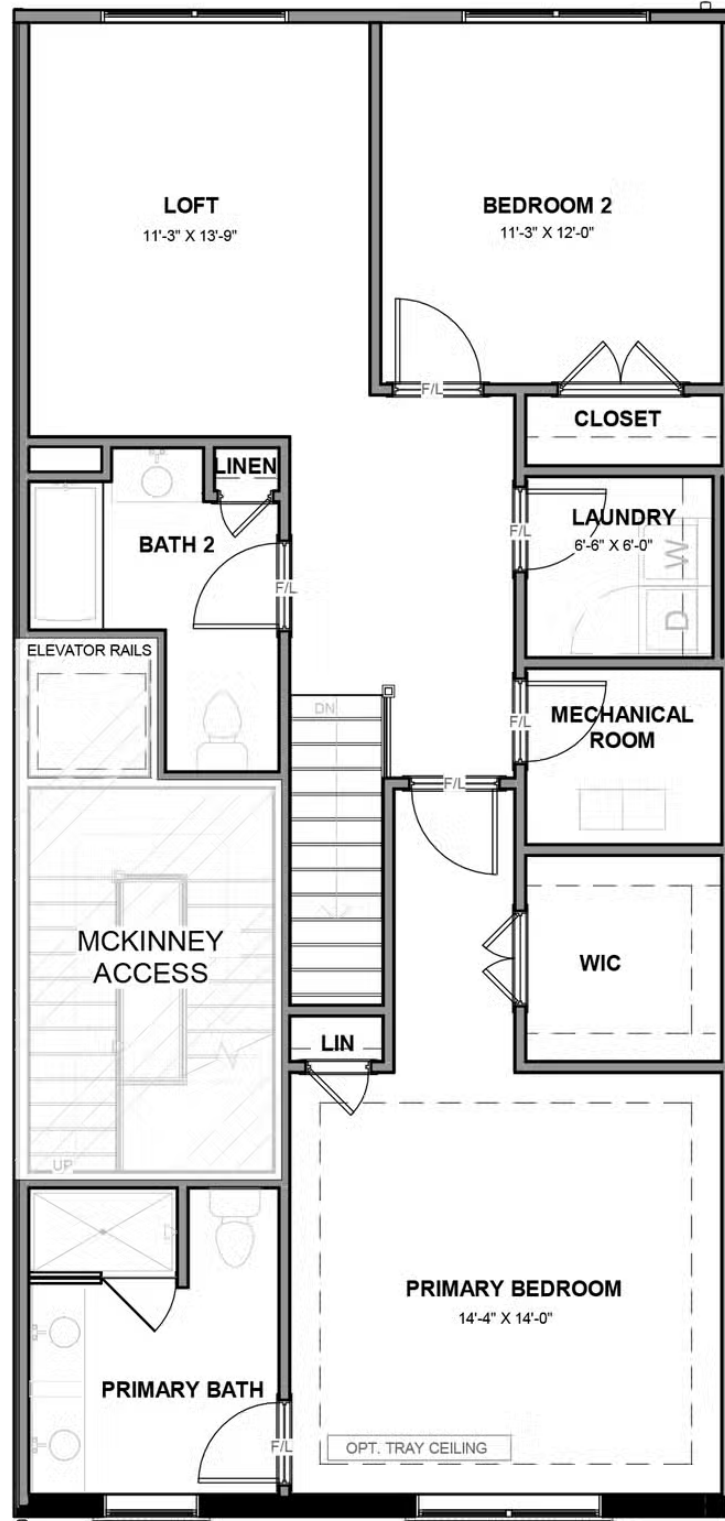 LOFT
11'-3" X 13'-9"
BEDROOM 2
11'-3" X 12'-0"
F/L
CLOSET
LINEN
BATH 2
F/L
LAUNDRY
6'-6" X 6'-0"
F/L
W
D
ELEVATOR RAILS
DN
MECHANICAL
ROOM
F/L
F/L
MCKINNEY
ACCESS
WIC
LIN
UP
PRIMARY BEDROOM
14'-4" X 14'-0"
PRIMARY BATH
F/L
OPT. TRAY CEILING